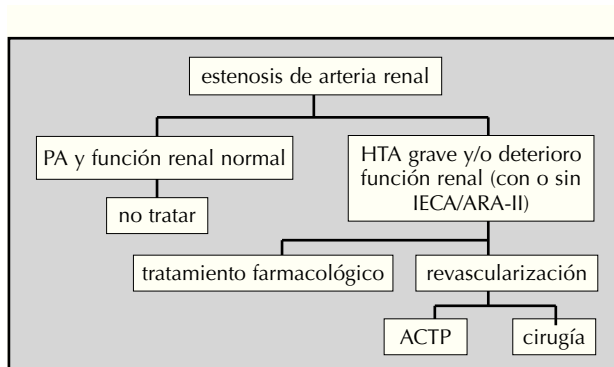 estenosis de arteria renal
PA y función renal normal
no tratar
HTA grave y/o deterioro
función renal (con o sin
IECA/ARA-II)
tratamiento farmacológico
revascularización
ACTP
cirugía